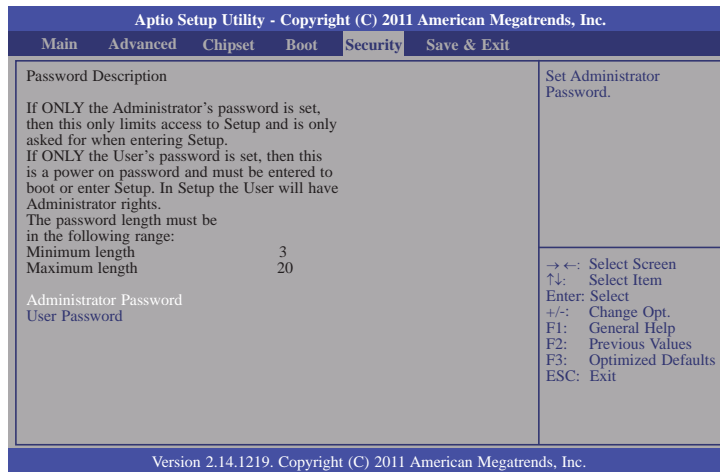 Aptio Setup Utility - Copyright (C) 2011 American Megatrends, Inc.
Main Advanced Chipset Boot Security Save & Exit
Password Description
If ONLY the Administrator's password is set,
then this only limits access to Setup and is only
asked for when entering Setup.
If ONLY the User's password is set, then this
is a power on password and must be entered to
boot or enter Setup. In Setup the User will have
Administrator rights.
The password length must be
in the following range:
Minimum length 3
Maximum length 20
Administrator Password
User Password
Set Administrator
Password.
→←: Select Screen
↑↓: Select Item
Enter: Select
+/-: Change Opt.
F1: General Help
F2: Previous Values
F3: Optimized Defaults
ESC: Exit
Version 2.14.1219. Copyright (C) 2011 American Megatrends, Inc.